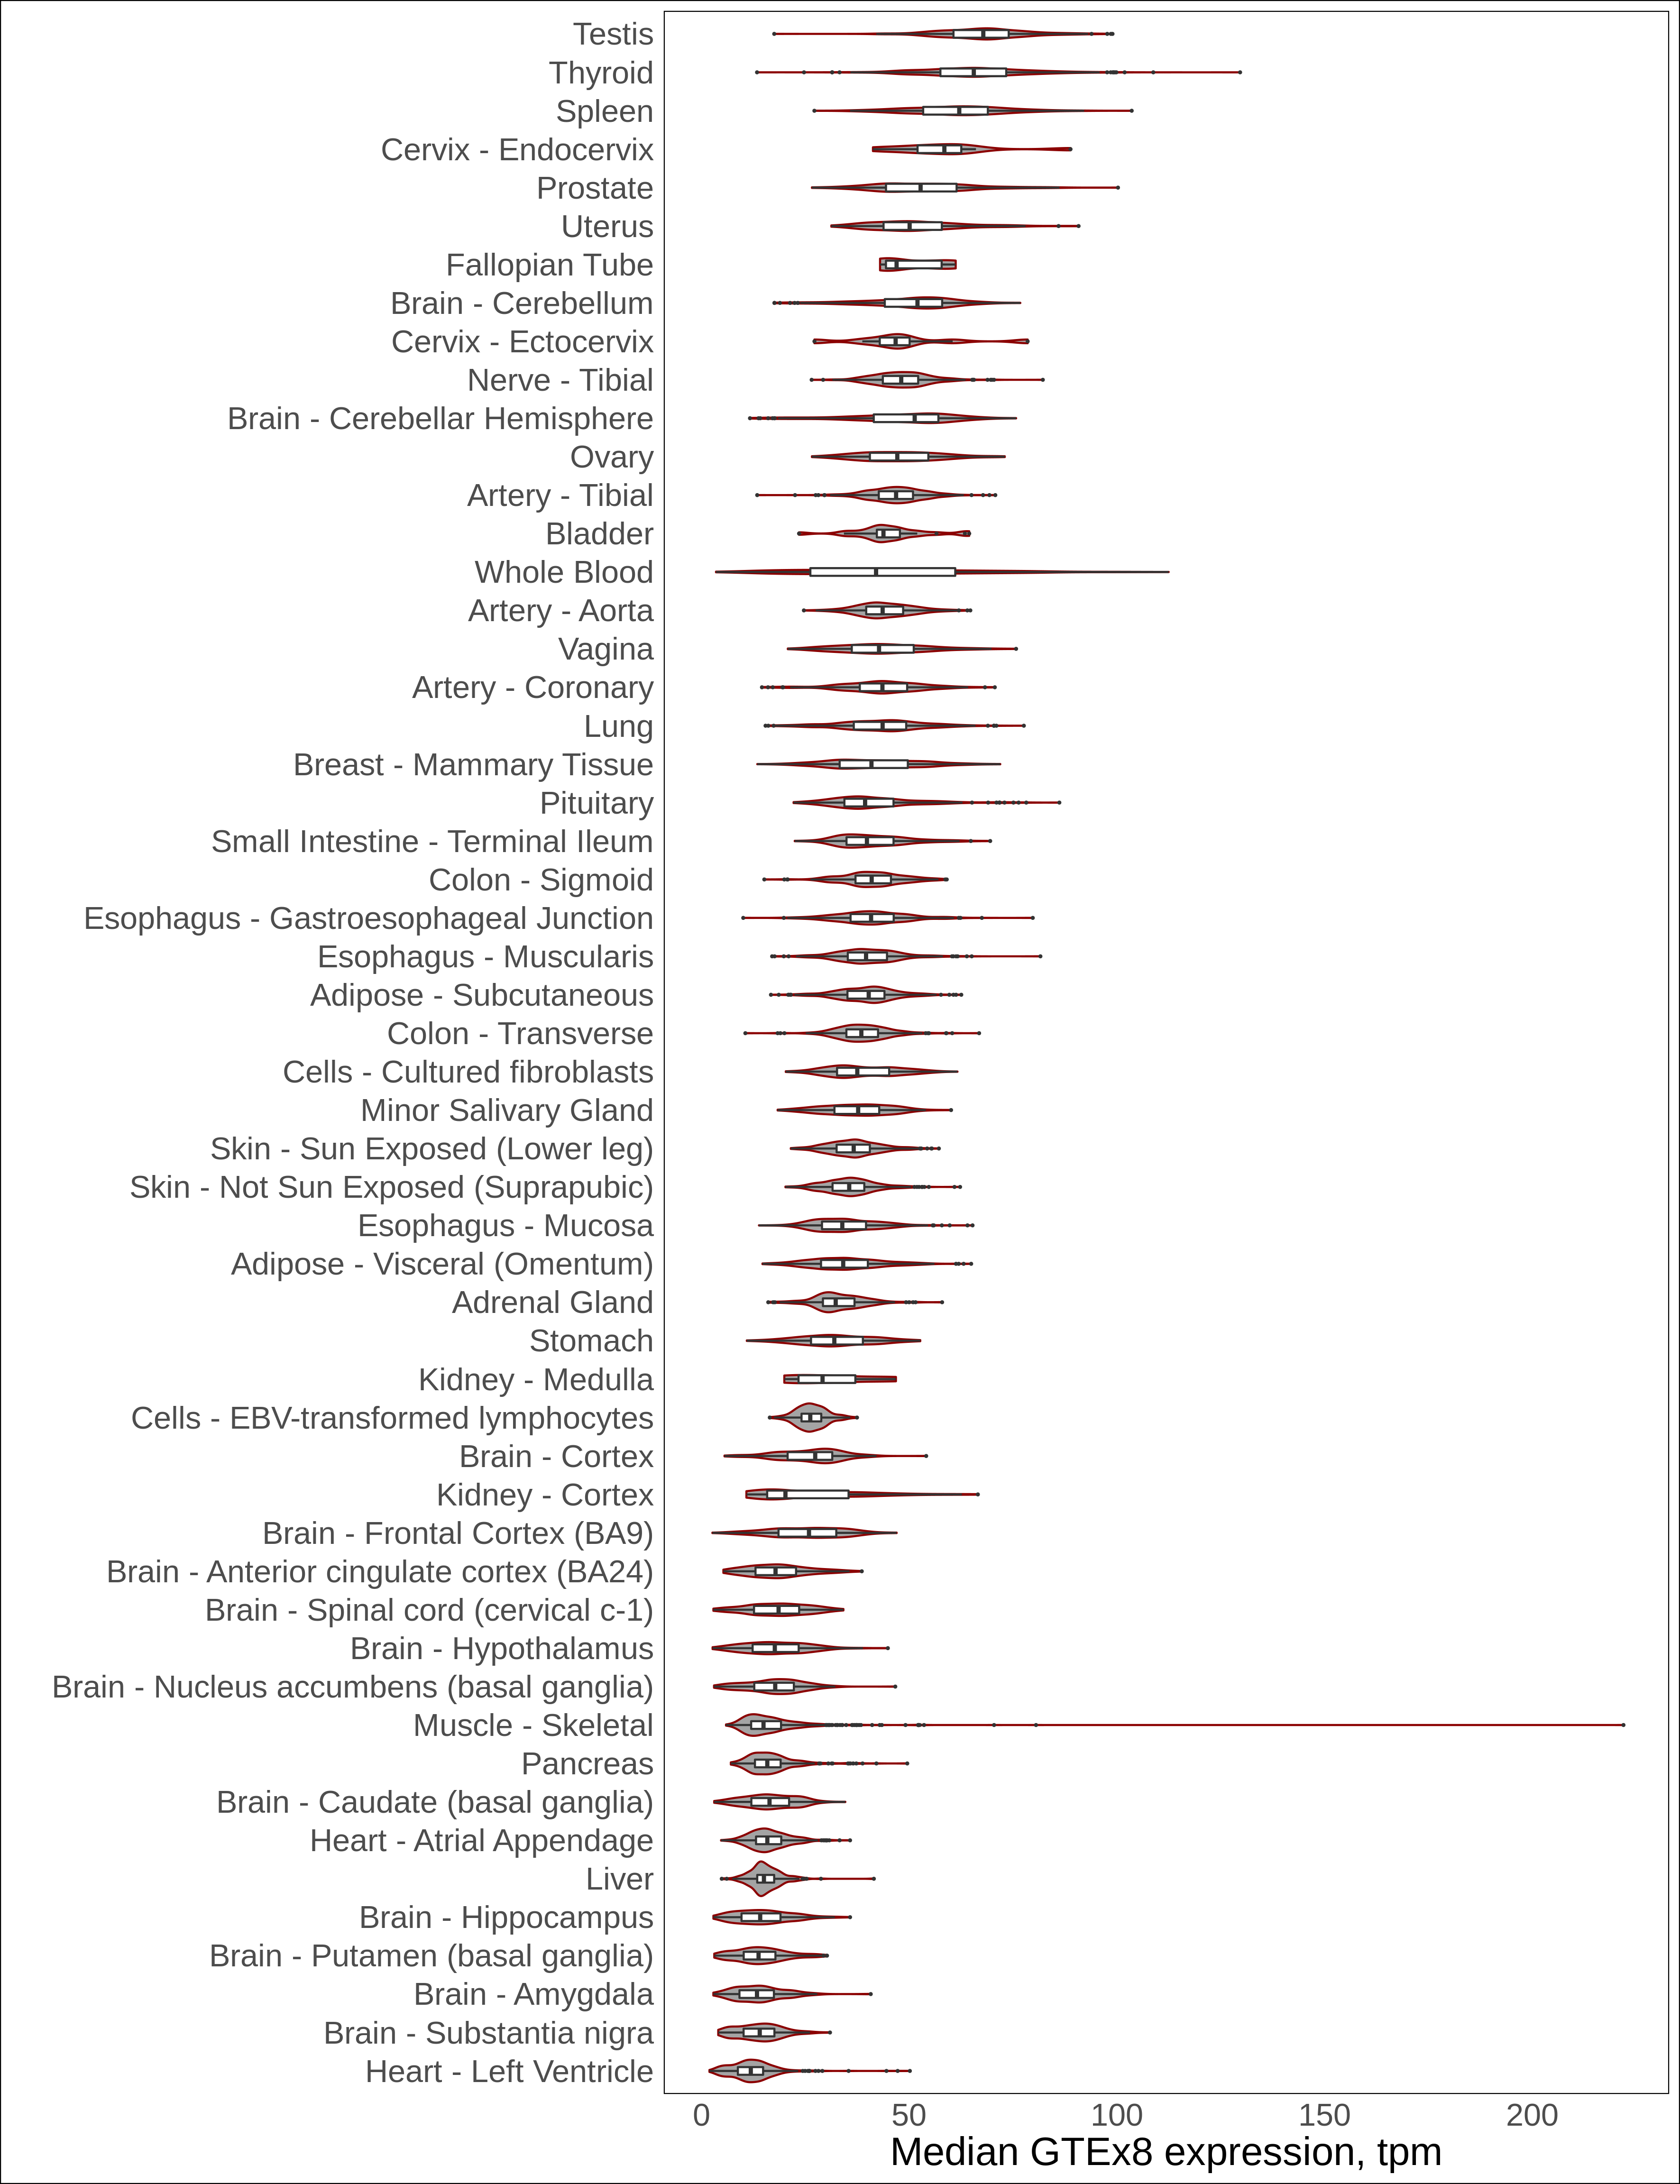 Testis
Thyroid
Spleen
Cervix - Endocervix
Prostate
Uterus
Fallopian Tube
Brain - Cerebellum
Cervix - Ectocervix
Nerve - Tibial
Brain - Cerebellar Hemisphere
Ovary
Artery - Tibial
Bladder
Whole Blood
Artery - Aorta
Vagina
Artery - Coronary
Lung
Breast - Mammary Tissue
Pituitary
Small Intestine - Terminal Ileum
Colon - Sigmoid
Esophagus - Gastroesophageal Junction
Esophagus - Muscularis
Adipose - Subcutaneous
Colon - Transverse
Cells - Cultured fibroblasts
Minor Salivary Gland
Skin - Sun Exposed (Lower leg)
Skin - Not Sun Exposed (Suprapubic)
Esophagus - Mucosa
Adipose - Visceral (Omentum)
Adrenal Gland
Stomach
Kidney - Medulla
Cells - EBV-transformed lymphocytes
Brain - Cortex
Kidney - Cortex
Brain - Frontal Cortex (BA9)
Brain - Anterior cingulate cortex (BA24)
Brain - Spinal cord (cervical c-1)
Brain - Hypothalamus
Brain - Nucleus accumbens (basal ganglia)
Muscle - Skeletal
Pancreas
Brain - Caudate (basal ganglia)
Heart - Atrial Appendage
Liver
Brain - Hippocampus
Brain - Putamen (basal ganglia)
Brain - Amygdala
Brain - Substantia nigra
Heart - Left Ventricle
0 50 100 150 200
Median GTEx8 expression, tpm